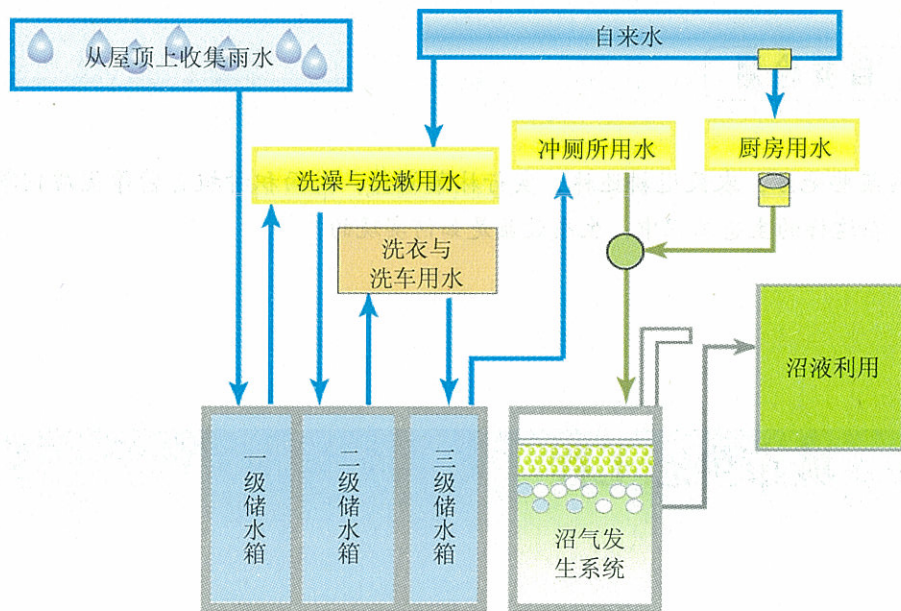 从屋顶上收集雨水
自来水
冲厕所用水
厨房用水
洗澡与洗漱用水
洗衣与
洗车用水
沼液利用
一级储水箱
二级储水箱
三级储水箱
沼气发
生系统